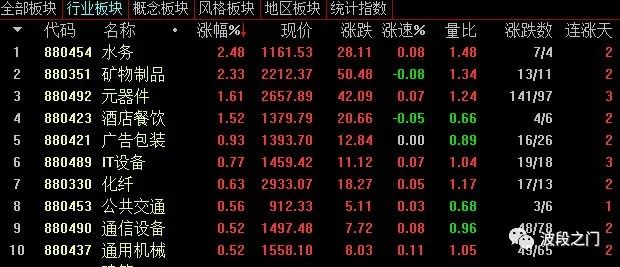 全部板块 行业板块 概念板块 风格板块 地区板块 统计指数
代码 名称 涨幅%↓ 现价 涨跌 涨速% 量比 涨跌数 连涨天
1 880454 水务 2.48 1161.53 28.11 0.08 1.48 7/4 2
2 880351 矿物制品 2.33 2212.37 50.48 -0.08 1.34 13/11 2
3 880492 元器件 1.61 2657.89 42.09 0.07 1.24 141/97 3
4 880423 酒店餐饮 1.52 1379.79 20.66 -0.05 0.66 4/6 2
5 880421 广告包装 0.93 1393.70 12.84 0.00 0.89 16/26 2
6 880489 IT设备 0.77 1459.42 11.12 0.07 1.04 19/18 3
7 880330 化纤 0.63 2933.07 18.27 0.05 1.17 17/13 2
8 880453 公共交通 0.56 912.33 5.11 0.03 0.68 3/6 1
9 880490 通信设备 0.52 1497.48 7.72 0.08 0.96 48/78 2
10 880437 通用机械 0.52 1558.10 8.03 0.11 1.05 49/65 2
波段之门